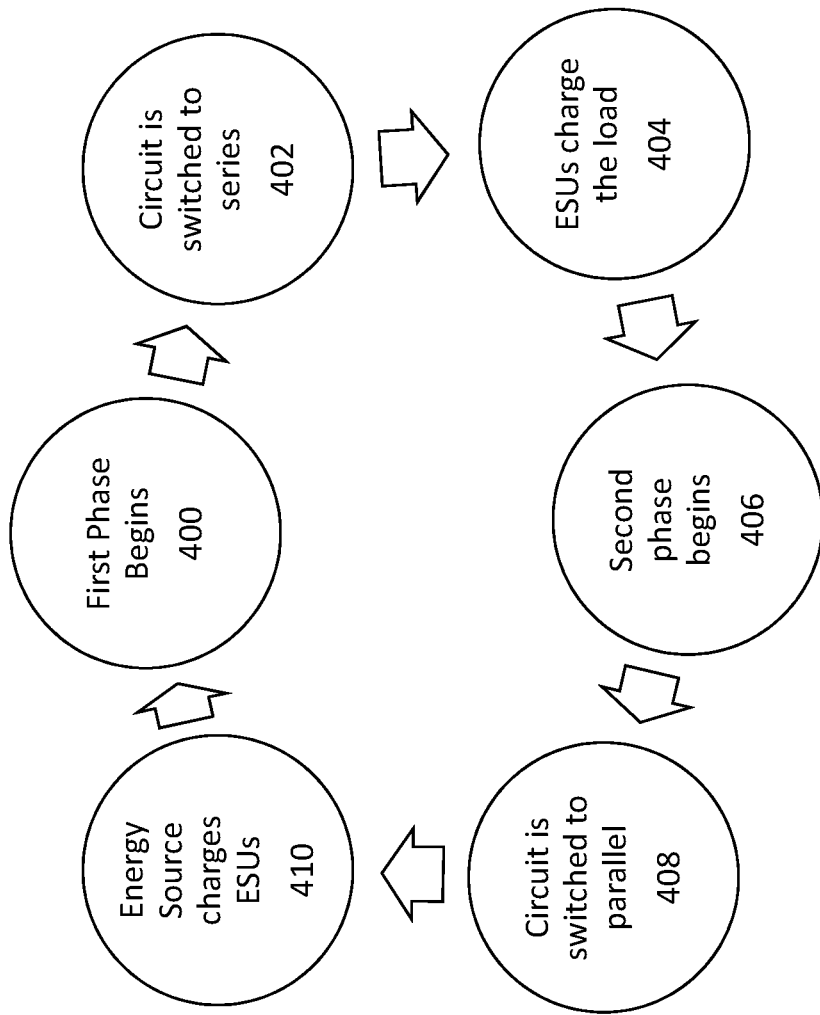 First Phase
Begins
400
Circuit is
switched to
series
402
ESUs charge
the load
404
Second
phase
begins
406
Circuit is
switched to
parallel
408
Energy
Source
charges
ESUs
410